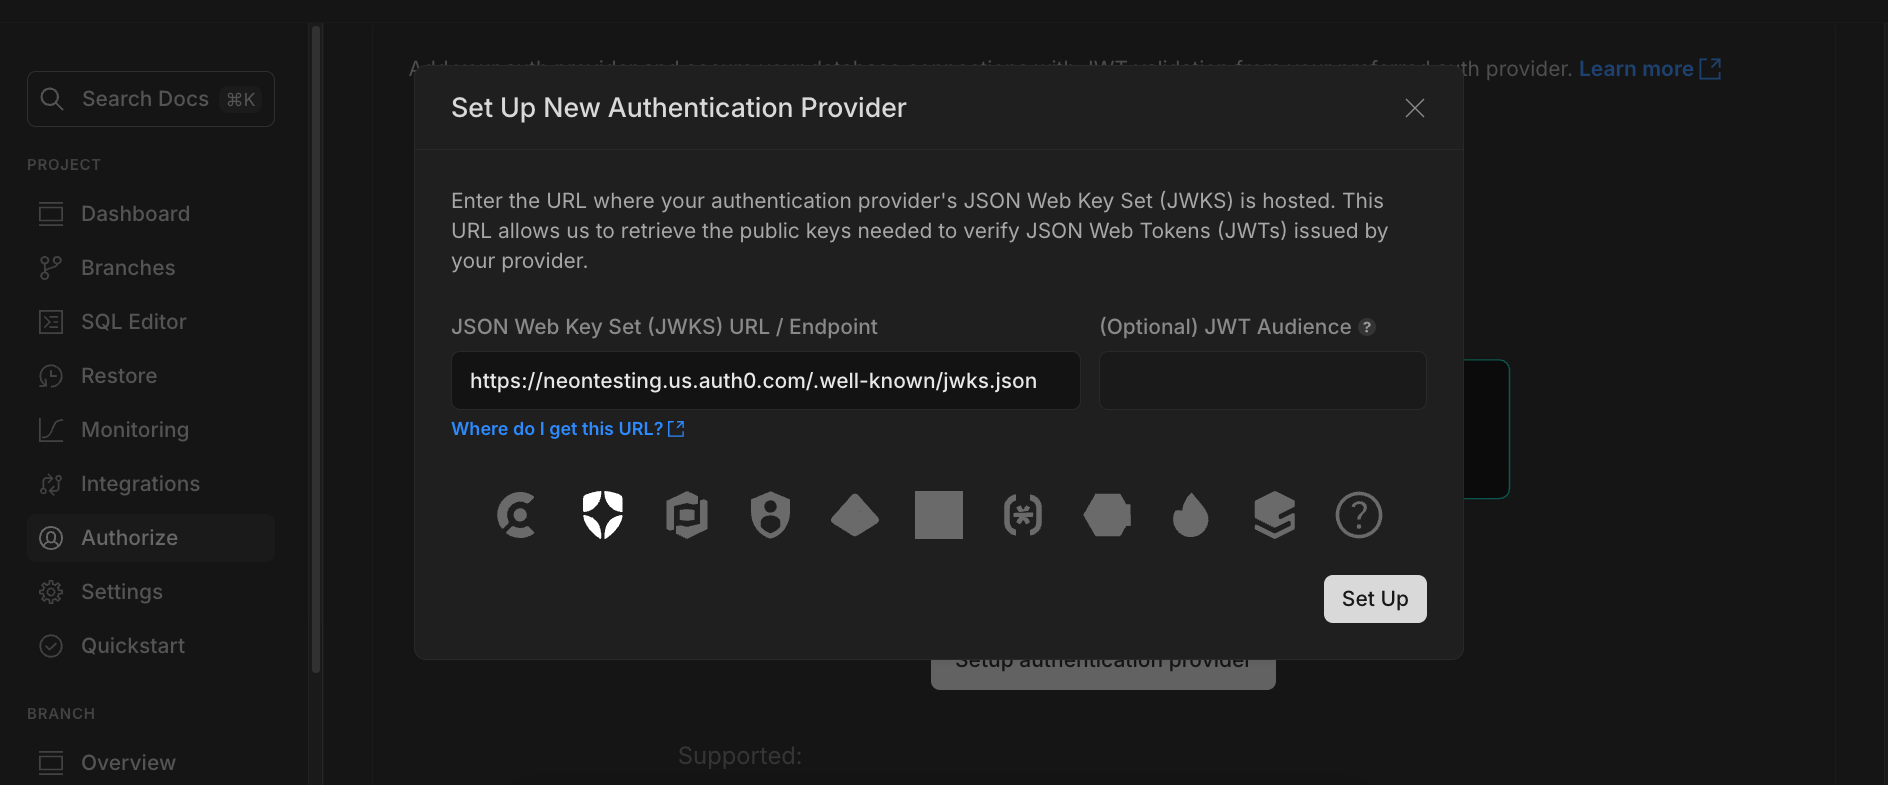 Search Docs ⌘K
PROJECT
Dashboard
Branches
SQL Editor
Restore
Monitoring
Integrations
Authorize
Settings
Quickstart
BRANCH
Overview
auth provider. Learn more
Set Up New Authentication Provider
Enter the URL where your authentication provider's JSON Web Key Set (JWKS) is hosted. This
URL allows us to retrieve the public keys needed to verify JSON Web Tokens (JWTs) issued by
your provider.
JSON Web Key Set (JWKS) URL / Endpoint
(Optional) JWT Audience ?
https://neontesting.us.auth0.com/.well-known/jwks.json
Where do I get this URL?
Set Up
Setup authentication provider
Supported: